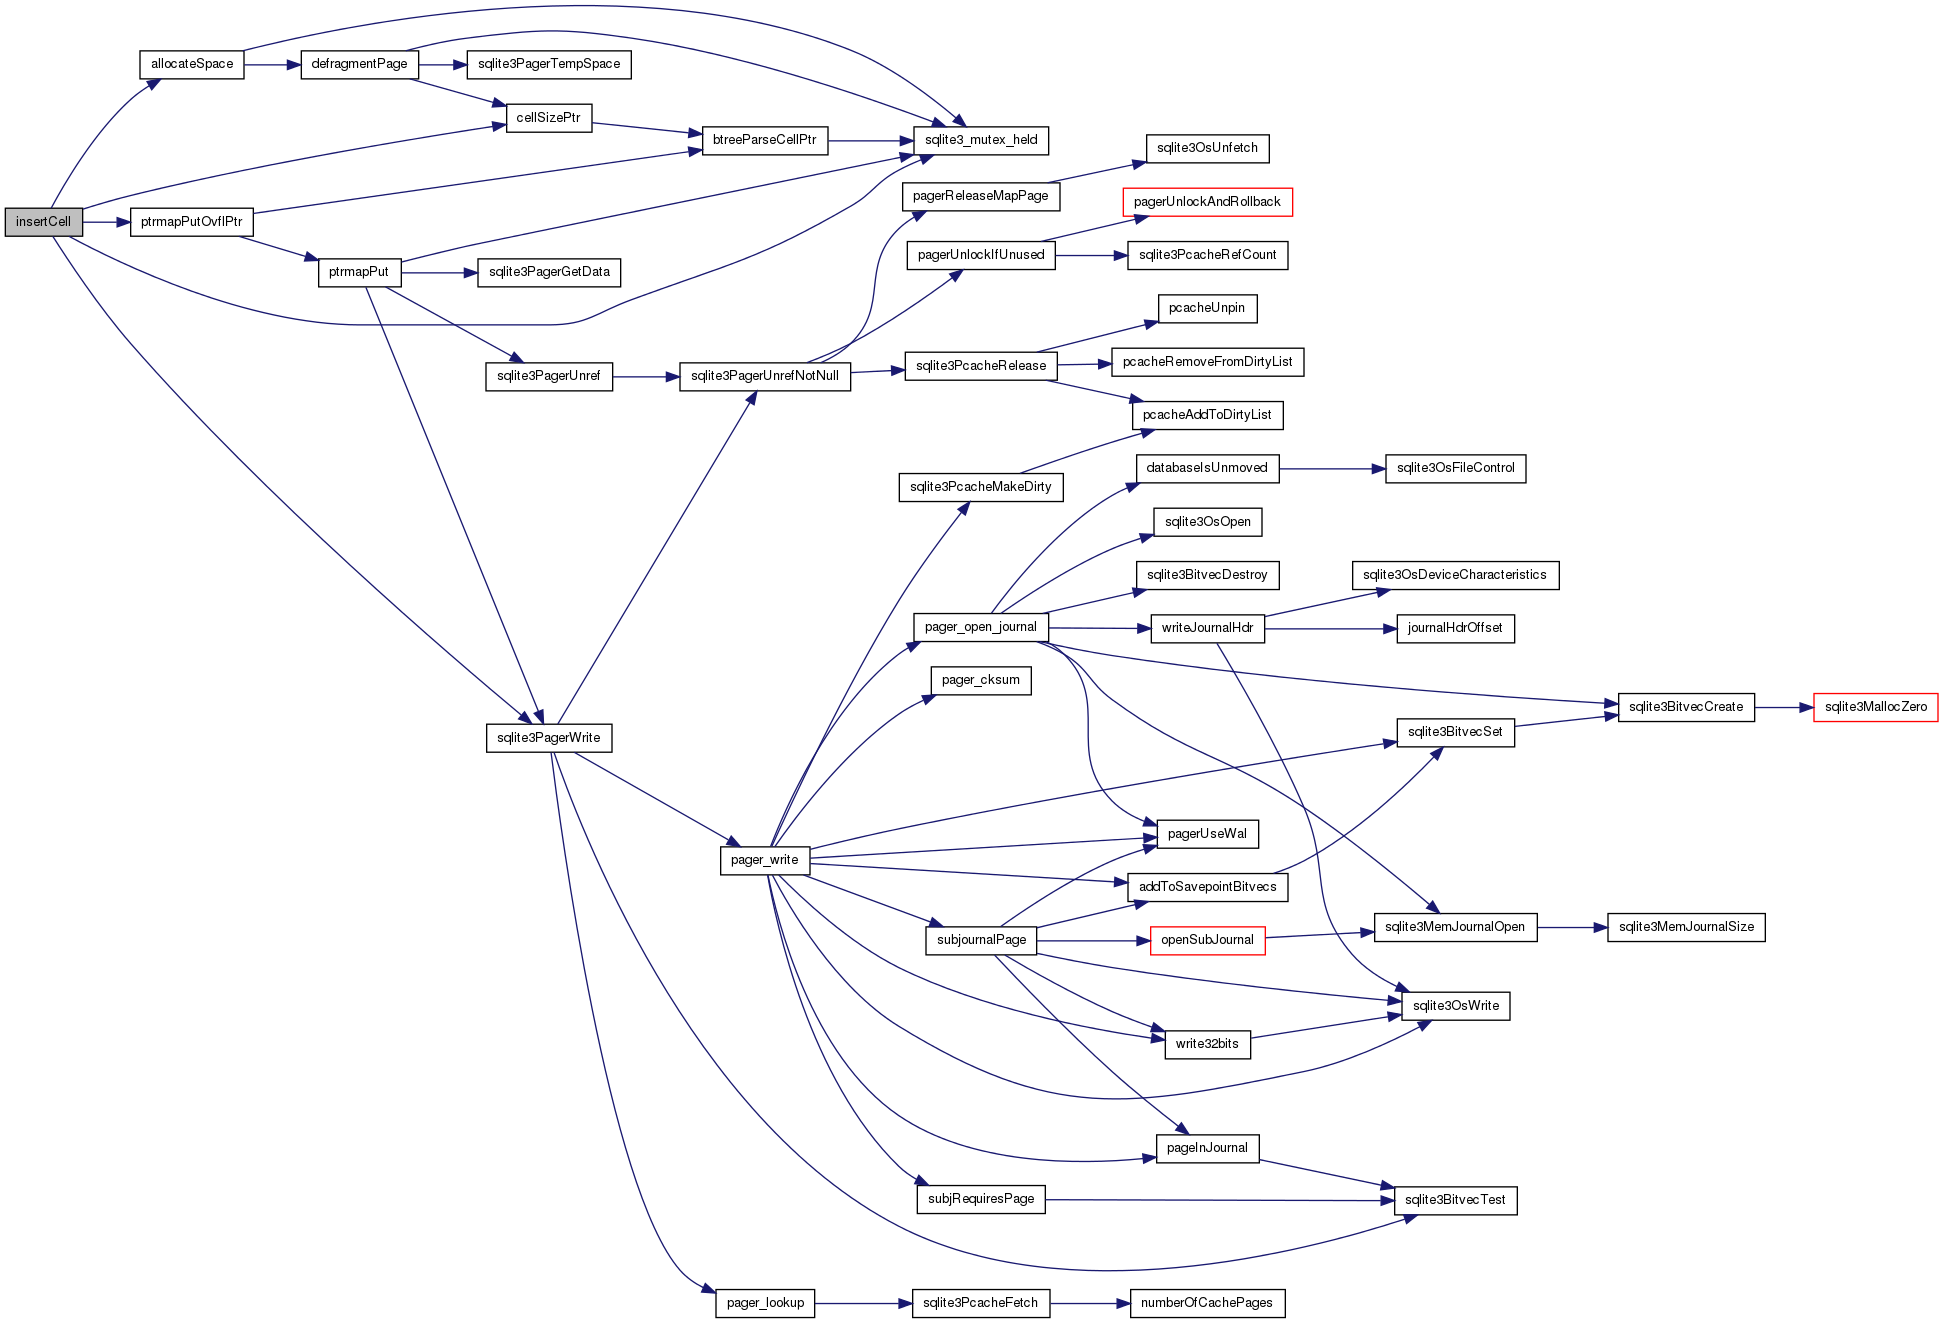 allocateSpace
defragmentPage
sqlite3PagerTempSpace
cellSizePtr
btreeParseCellPtr
sqlite3_mutex_held
sqlite3OsUnfetch
pagerReleaseMapPage
pagerUnlockAndRollback
insertCell
ptrmapPutOvflPtr
pagerUnlockIfUnused
sqlite3PcacheRefCount
ptrmapPut
sqlite3PagerGetData
pcacheUnpin
sqlite3PagerUnref
sqlite3PagerUnrefNotNull
sqlite3PcacheRelease
pcacheRemoveFromDirtyList
pcacheAddToDirtyList
databaseIsUnmoved
sqlite3OsFileControl
sqlite3PcacheMakeDirty
sqlite3OsOpen
sqlite3BitvecDestroy
sqlite3OsDeviceCharacteristics
pager_open_journal
writeJournalHdr
journalHdrOffset
pager_cksum
sqlite3BitvecCreate
sqlite3MallocZero
sqlite3PagerWrite
sqlite3BitvecSet
pagerUseWal
pager_write
addToSavepointBitvecs
subjournalPage
openSubJournal
sqlite3MemJournalOpen
sqlite3MemJournalSize
sqlite3OsWrite
write32bits
pageInJournal
subjRequiresPage
sqlite3BitvecTest
pager_lookup
sqlite3PcacheFetch
numberOfCachePages